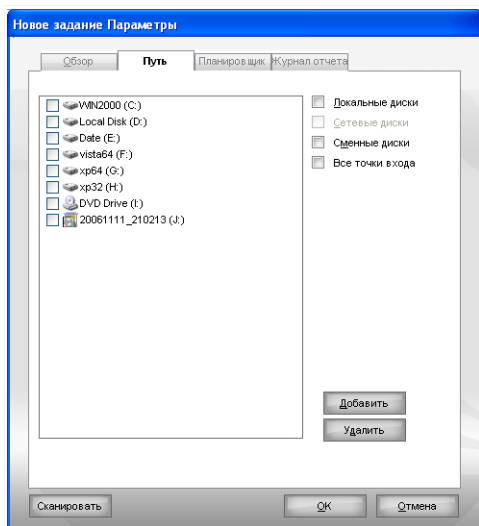 Новое задание Параметры
Обзор Путь Планировщик Журнал отчета
WIN2000 (C:)
Local Disk (D:)
Date (E:)
vista64 (F:)
xp64 (G:)
xp32 (H:)
DVD Drive (I:)
20061111_210213 (J:)
Локальные диски
Сетевые диски
Сменные диски
Все точки входа
Добавить
Удалить
Сканировать OK Отмена